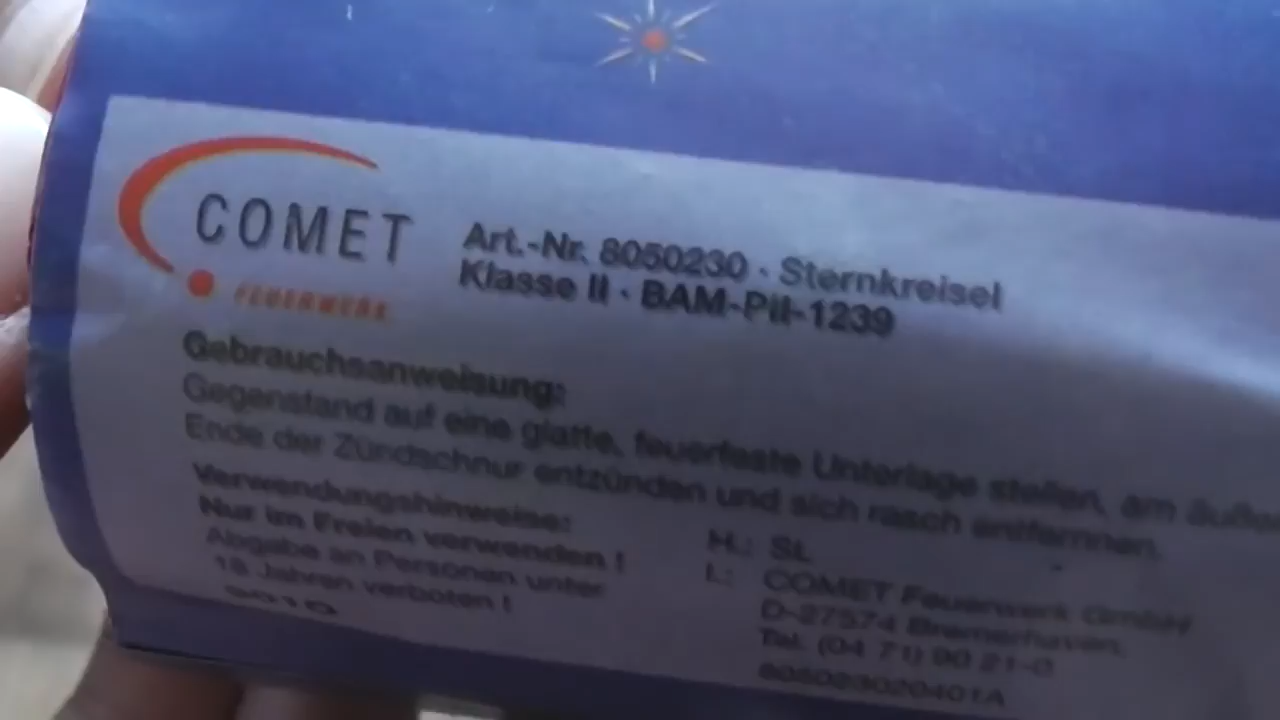 COMET
FEUERWERK
Art.-Nr. 8050230 · Sternkreisel
Klasse II · BAM-PII-1239
Gebrauchsanweisung:
Gegenstand auf eine glatte, feuerfeste Unterlage stellen, am äußer
Ende der Zündschnur entzünden und sich rasch entfernen.
Verwendungshinweise:
Nur im Freien verwenden !
Abgabe an Personen unter
18 Jahren verboten !
H.: SL
I.: COMET Feuerwerk GmbH
D-27574 Bremerhaven,
Tel. (04 71) 90 21-0